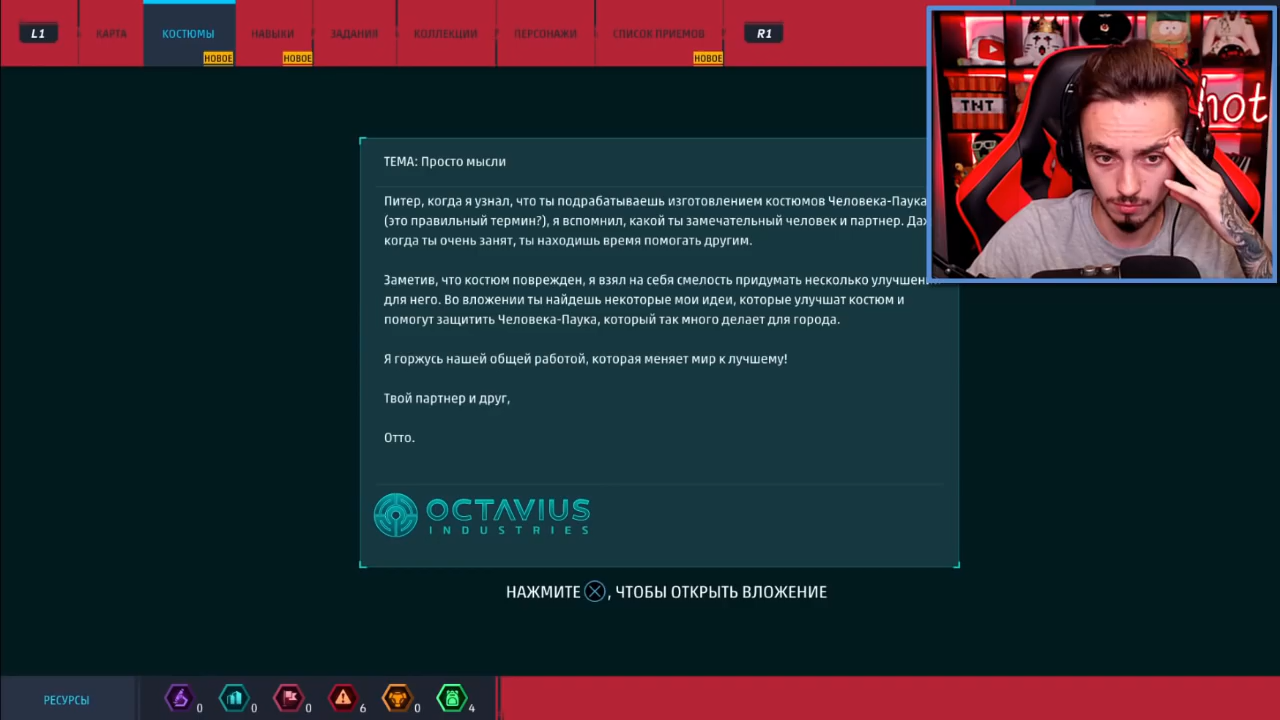 L1 КАРТА КОСТЮМЫ НАВЫКИ ЗАДАНИЯ КОЛЛЕКЦИИ ПЕРСОНАЖИ СПИСОК ПРИЕМОВ R1
НОВОЕ НОВОЕ НОВОЕ
TNT
hot
ТЕМА: Просто мысли
Питер, когда я узнал, что ты подрабатываешь изготовлением костюмов Человека-Паука
(это правильный термин?), я вспомнил, какой ты замечательный человек и партнер.
когда ты очень занят, ты находишь время помогать другим.
Заметив, что костюм поврежден, я взял на себя смелость придумать несколько
для него. Во вложении ты найдешь некоторые мои идеи, которые улучшат костюм и
помогут защитить Человека-Паука, который так много делает для города.
Я горжусь нашей общей работой, которая меняет мир к лучшему!
Твой партнер и друг,
Отто.
OCTAVIUS
INDUSTRIES
НАЖМИТЕ , ЧТОБЫ ОТКРЫТЬ ВЛОЖЕНИЕ
РЕСУРСЫ 0 0 0 6 0 4